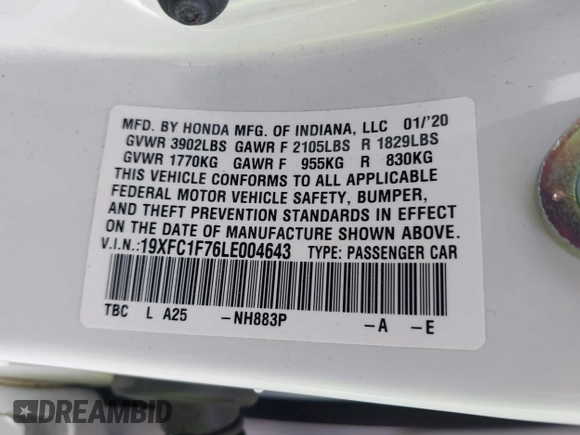 MFD. BY HONDA MFG. OF INDIANA, LLC 01/'20
GVWR 3902LBS GAWR F 2105LBS R 1829LBS
GVWR 1770KG GAWR F 955KG R 830KG
THIS VEHICLE CONFORMS TO ALL APPLICABLE
FEDERAL MOTOR VEHICLE SAFETY, BUMPER,
AND THEFT PREVENTION STANDARDS IN EFFECT
ON THE DATE OF MANUFACTURE SHOWN ABOVE.
V.I.N.:19XFC1F76LE004643 TYPE: PASSENGER CAR
TBC L A25 -NH883P -A -E
DREAMBID